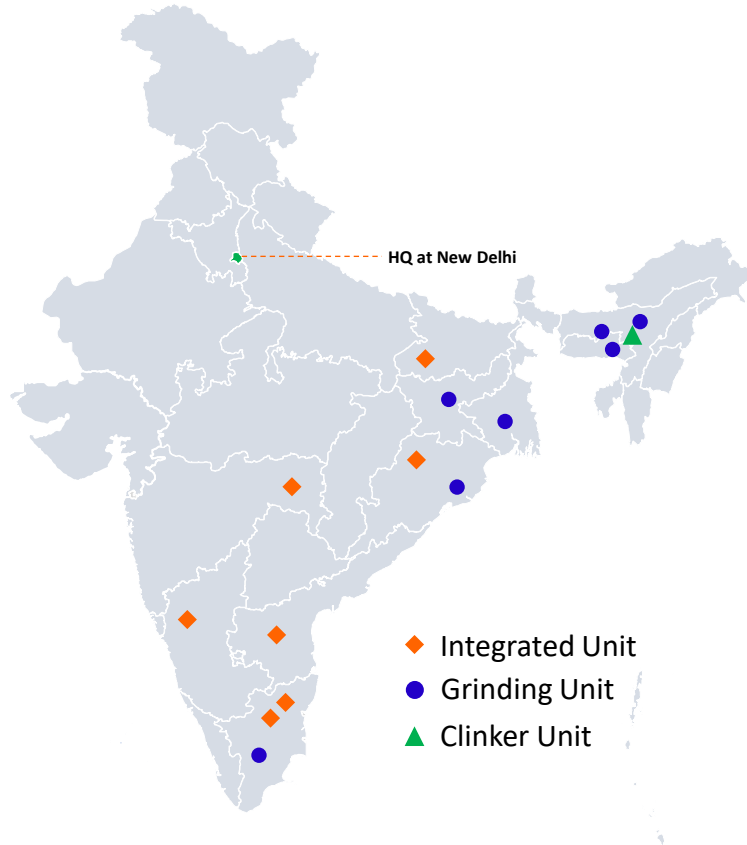 HQ at New Delhi
Integrated Unit
Grinding Unit
Clinker Unit